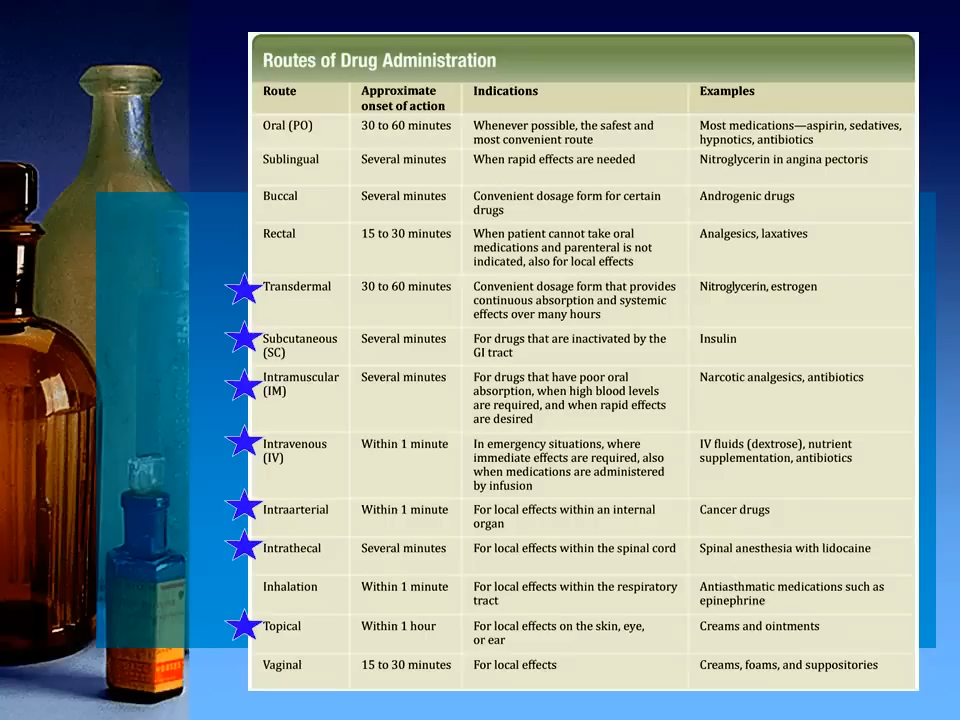 Routes of Drug Administration
Route Approximate onset of action Indications Examples
Oral (PO) 30 to 60 minutes Whenever possible, the safest and most convenient route Most medications—aspirin, sedatives, hypnotics, antibiotics
Sublingual Several minutes When rapid effects are needed Nitroglycerin in angina pectoris
Buccal Several minutes Convenient dosage form for certain drugs Androgenic drugs
Rectal 15 to 30 minutes When patient cannot take oral medications and parenteral is not indicated, also for local effects Analgesics, laxatives
Transdermal 30 to 60 minutes Convenient dosage form that provides continuous absorption and systemic effects over many hours Nitroglycerin, estrogen
Subcutaneous (SC) Several minutes For drugs that are inactivated by the GI tract Insulin
Intramuscular (IM) Several minutes For drugs that have poor oral absorption, when high blood levels are required, and when rapid effects are desired Narcotic analgesics, antibiotics
Intravenous (IV) Within 1 minute In emergency situations, where immediate effects are required, also when medications are administered by infusion IV fluids (dextrose), nutrient supplementation, antibiotics
Intraarterial Within 1 minute For local effects within an internal organ Cancer drugs
Intrathecal Several minutes For local effects within the spinal cord Spinal anesthesia with lidocaine
Inhalation Within 1 minute For local effects within the respiratory tract Antiasthmatic medications such as epinephrine
Topical Within 1 hour For local effects on the skin, eye, or ear Creams and ointments
Vaginal 15 to 30 minutes For local effects Creams, foams, and suppositories